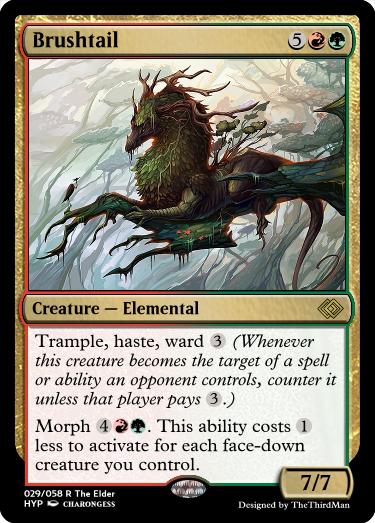 Brushtail 5
Creature — Elemental
Trample, haste, ward 3 (Whenever
this creature becomes the target of a spell
or ability an opponent controls, counter it
unless that player pays 3.)
Morph 4. This ability costs 1
less to activate for each face-down
creature you control.
7/7
029/058 R The Elder
HYP CHARONGESS
Designed by TheThirdMan